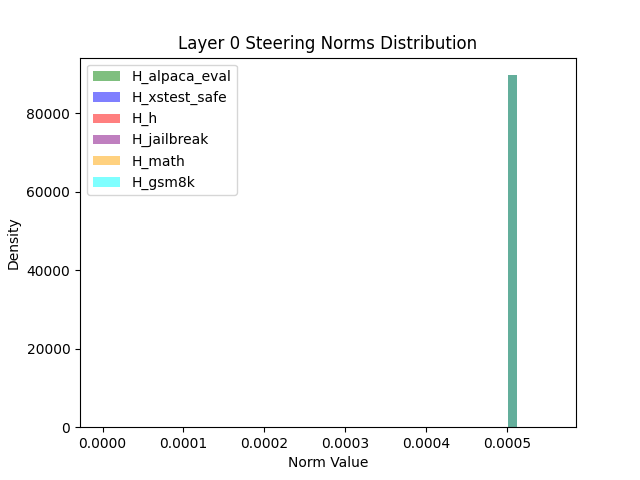 Layer 0 Steering Norms Distribution
H_alpaca_eval
H_xstest_safe
H_h
H_jailbreak
H_math
H_gsm8k
Density
80000
60000
40000
20000
0
0.0000 0.0001 0.0002 0.0003 0.0004 0.0005
Norm Value